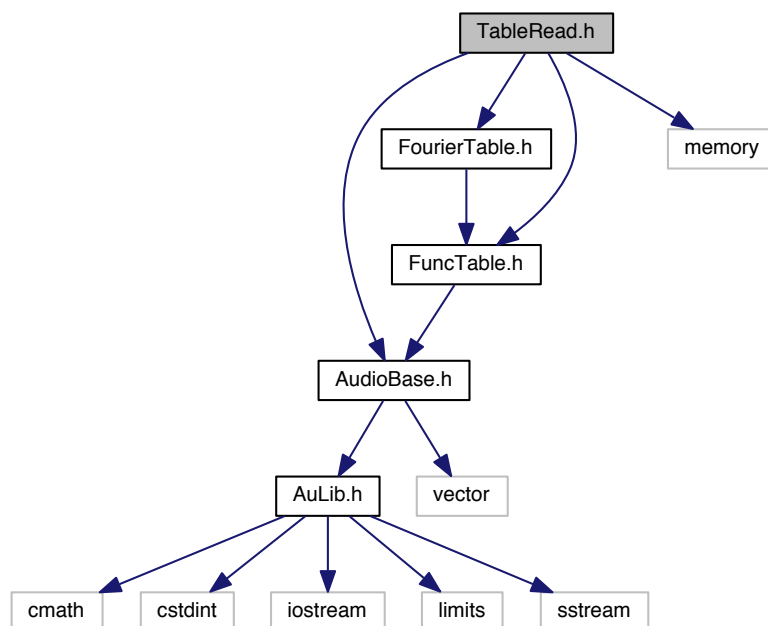 TableRead.h
FourierTable.h
memory
FuncTable.h
AudioBase.h
AuLib.h
vector
cmath
cstdint
iostream
limits
sstream